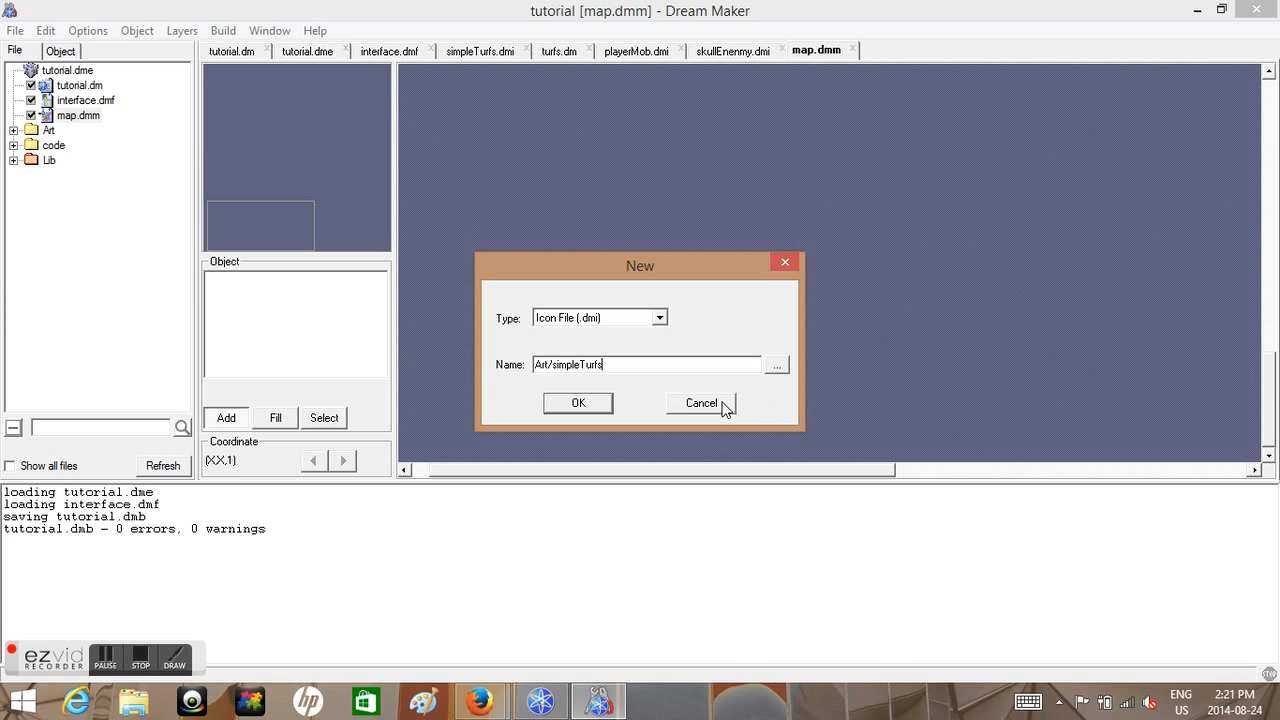 tutorial [map.dmm] - Dream Maker
File Edit Options Object Layers Build Window Help
File Object
tutorial.dm tutorial.dme interface.dmf simpleTurfs.dmi turfs.dm playerMob.dmi skullEnenmy.dmi map.dmm
tutorial.dme
tutorial.dm
interface.dmf
map.dmm
Art
code
Lib
Show all files Refresh
Object
Add Fill Select
Coordinate
(X,X,1)
New
Type: Icon File (.dmi)
Name: Art/simpleTurfs ...
OK Cancel
loading tutorial.dme
loading interface.dmf
saving tutorial.dmb
tutorial.dmb - 0 errors, 0 warnings
ezvid
RECORDER
PAUSE STOP DRAW
hp
ENG
US
2:21 PM
2014-08-24